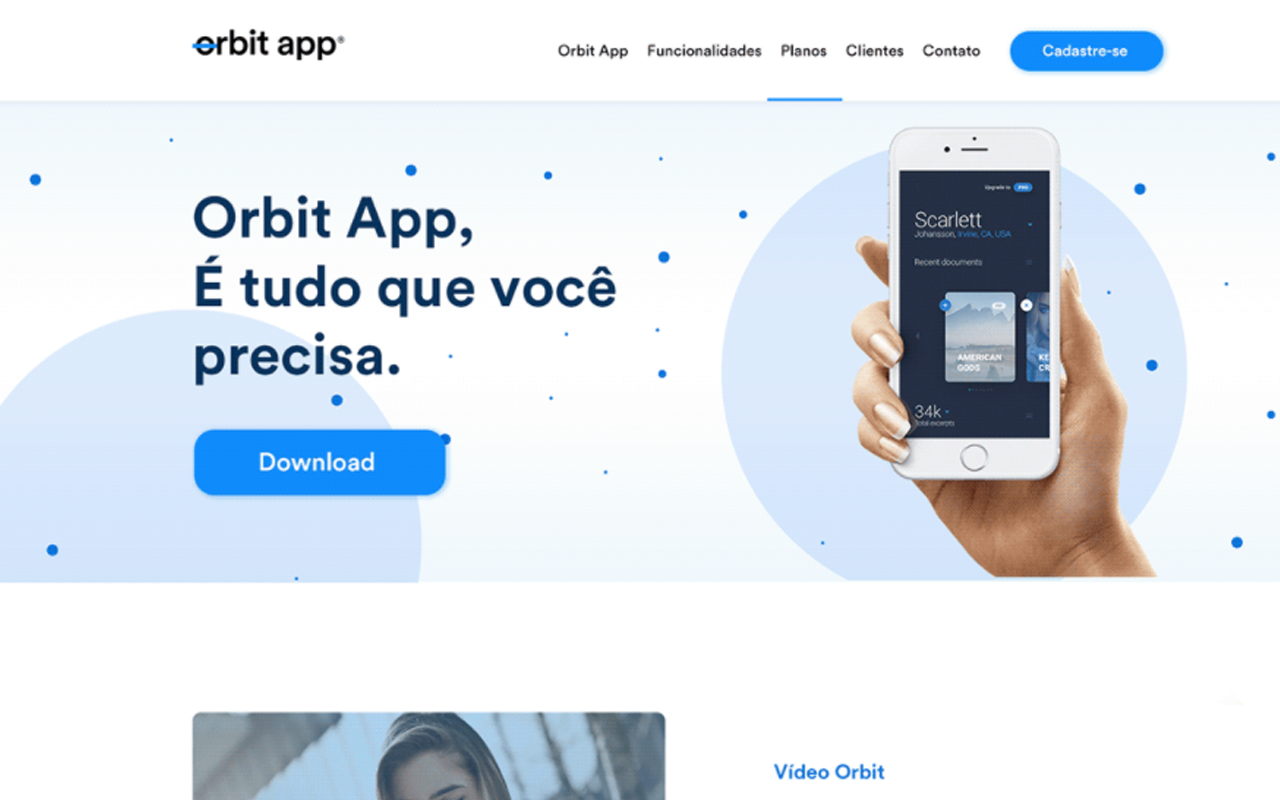 orbit app®
Orbit App Funcionalidades Planos Clientes Contato Cadastre-se
Orbit App,
É tudo que você
precisa.
Download
Upgrade to PRO
Scarlett
Johansson, Irvine, CA, USA
Recent documents
AMERICAN
GODS
KE
CR
34k
Total excerpts
Vídeo Orbit